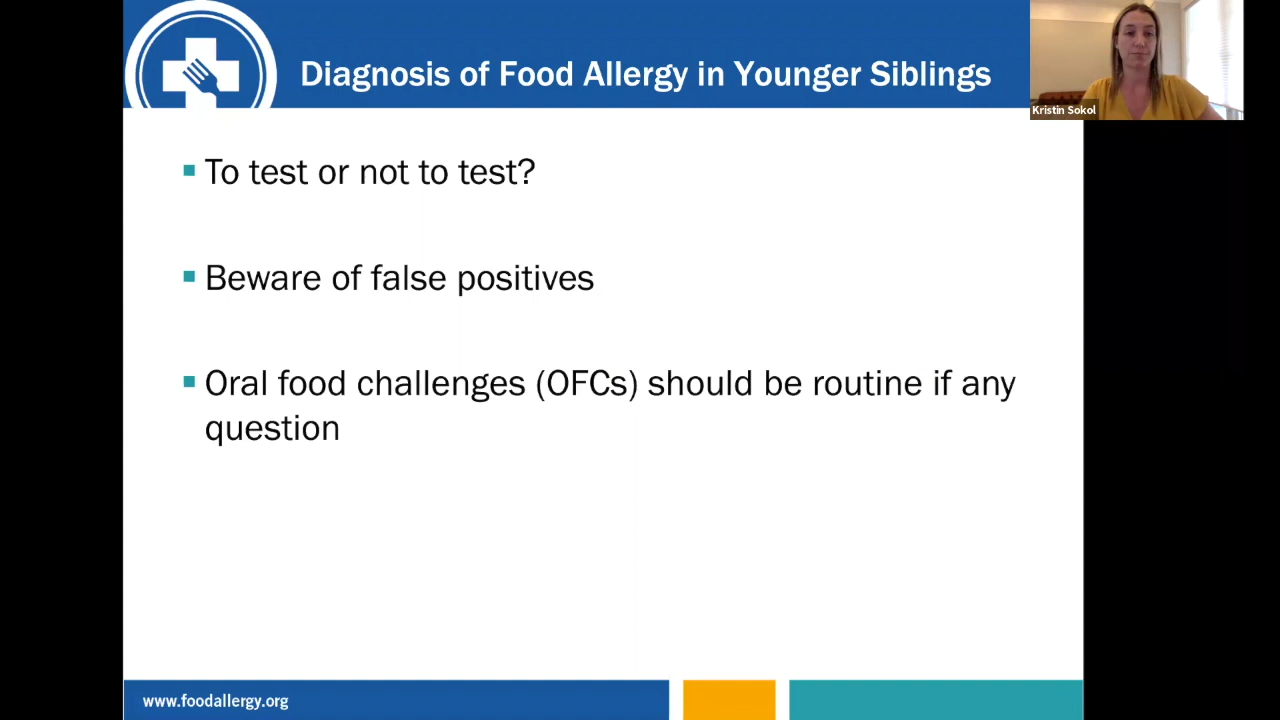 Diagnosis of Food Allergy in Younger Siblings
Kristin Sokol
To test or not to test?
Beware of false positives
Oral food challenges (OFCs) should be routine if any
question
www.foodallergy.org